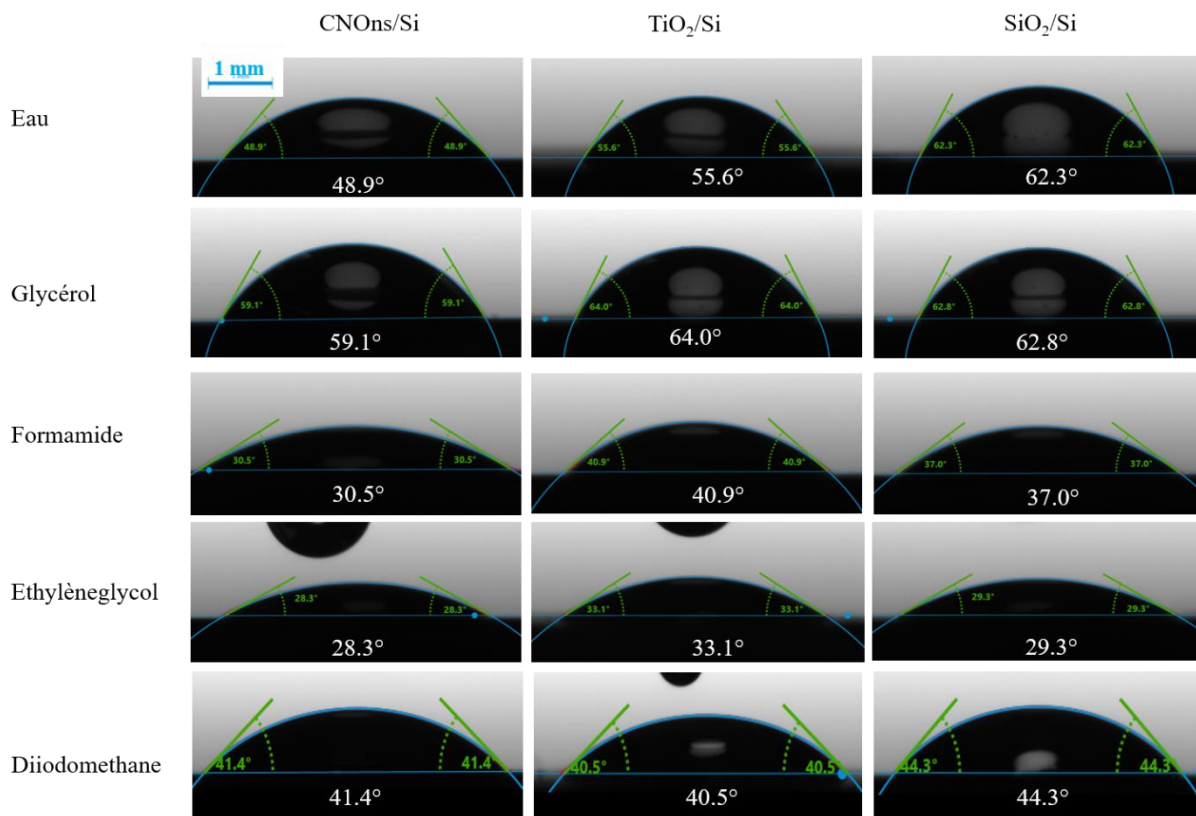 CNOns/Si TiO₂/Si SiO₂/Si
1 mm
Eau
48.9° 48.9° 55.6° 55.6° 62.3° 62.3°
48.9° 55.6° 62.3°
Glycérol
59.1° 59.1° 64.0° 64.0° 62.8° 62.8°
59.1° 64.0° 62.8°
Formamide
30.5° 30.5° 40.9° 40.9° 37.0° 37.0°
30.5° 40.9° 37.0°
Ethylèneglycol
28.3° 28.3° 33.1° 33.1° 29.3° 29.3°
28.3° 33.1° 29.3°
Diiodomethane
41.4° 41.4° 40.5° 40.5 44.3° 44.3°
41.4° 40.5° 44.3°